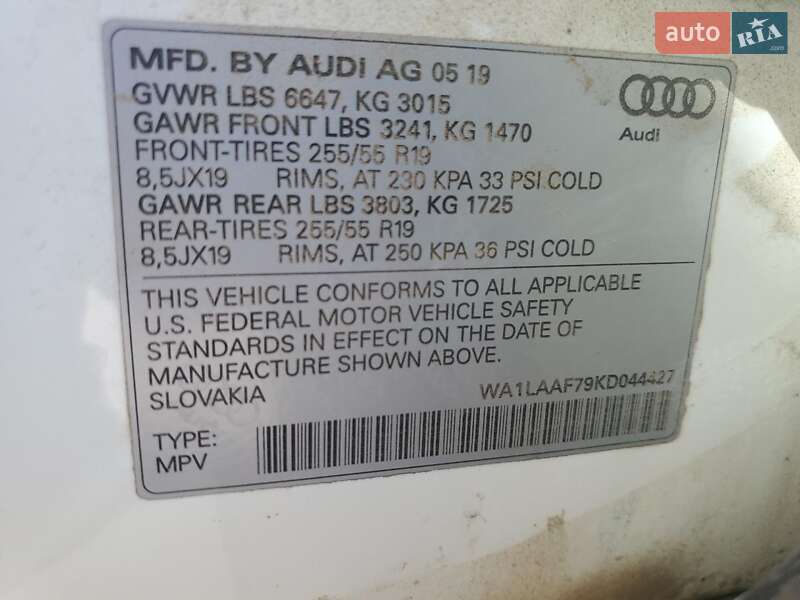 auto RIA .com
MFD. BY AUDI AG 05 19
GVWR LBS 6647, KG 3015
GAWR FRONT LBS 3241, KG 1470
FRONT-TIRES 255/55 R19
8,5JX19 RIMS, AT 230 KPA 33 PSI COLD
GAWR REAR LBS 3803, KG 1725
REAR-TIRES 255/55 R19
8,5JX19 RIMS, AT 250 KPA 36 PSI COLD
Audi
THIS VEHICLE CONFORMS TO ALL APPLICABLE
U.S. FEDERAL MOTOR VEHICLE SAFETY
STANDARDS IN EFFECT ON THE DATE OF
MANUFACTURE SHOWN ABOVE.
SLOVAKIA WA1LAAF79KD044427
TYPE:
MPV